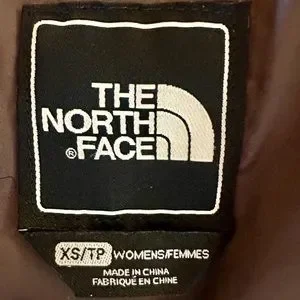 THE
NORTH
®FACE
XS/TP WOMENS/FEMMES
MADE IN CHINA
FABRIQUÉ EN CHINE